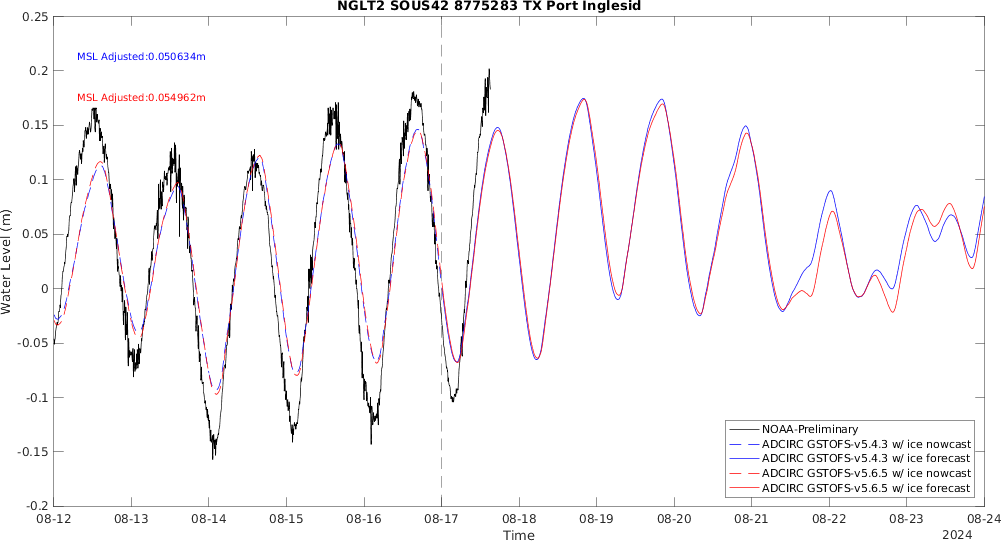 NGLT2 SOUS42 8775283 TX Port Inglesid
0.25
0.2
0.15
0.1
0.05
0
-0.05
-0.1
-0.15
-0.2
Water Level (m)
MSL Adjusted:0.050634m
MSL Adjusted:0.054962m
NOAA-Preliminary
ADCIRC GSTOFS-v5.4.3 w/ ice nowcast
ADCIRC GSTOFS-v5.4.3 w/ ice forecast
ADCIRC GSTOFS-v5.6.5 w/ ice nowcast
ADCIRC GSTOFS-v5.6.5 w/ ice forecast
08-12 08-13 08-14 08-15 08-16 08-17 08-18 08-19 08-20 08-21 08-22 08-23 08-24
Time
2024